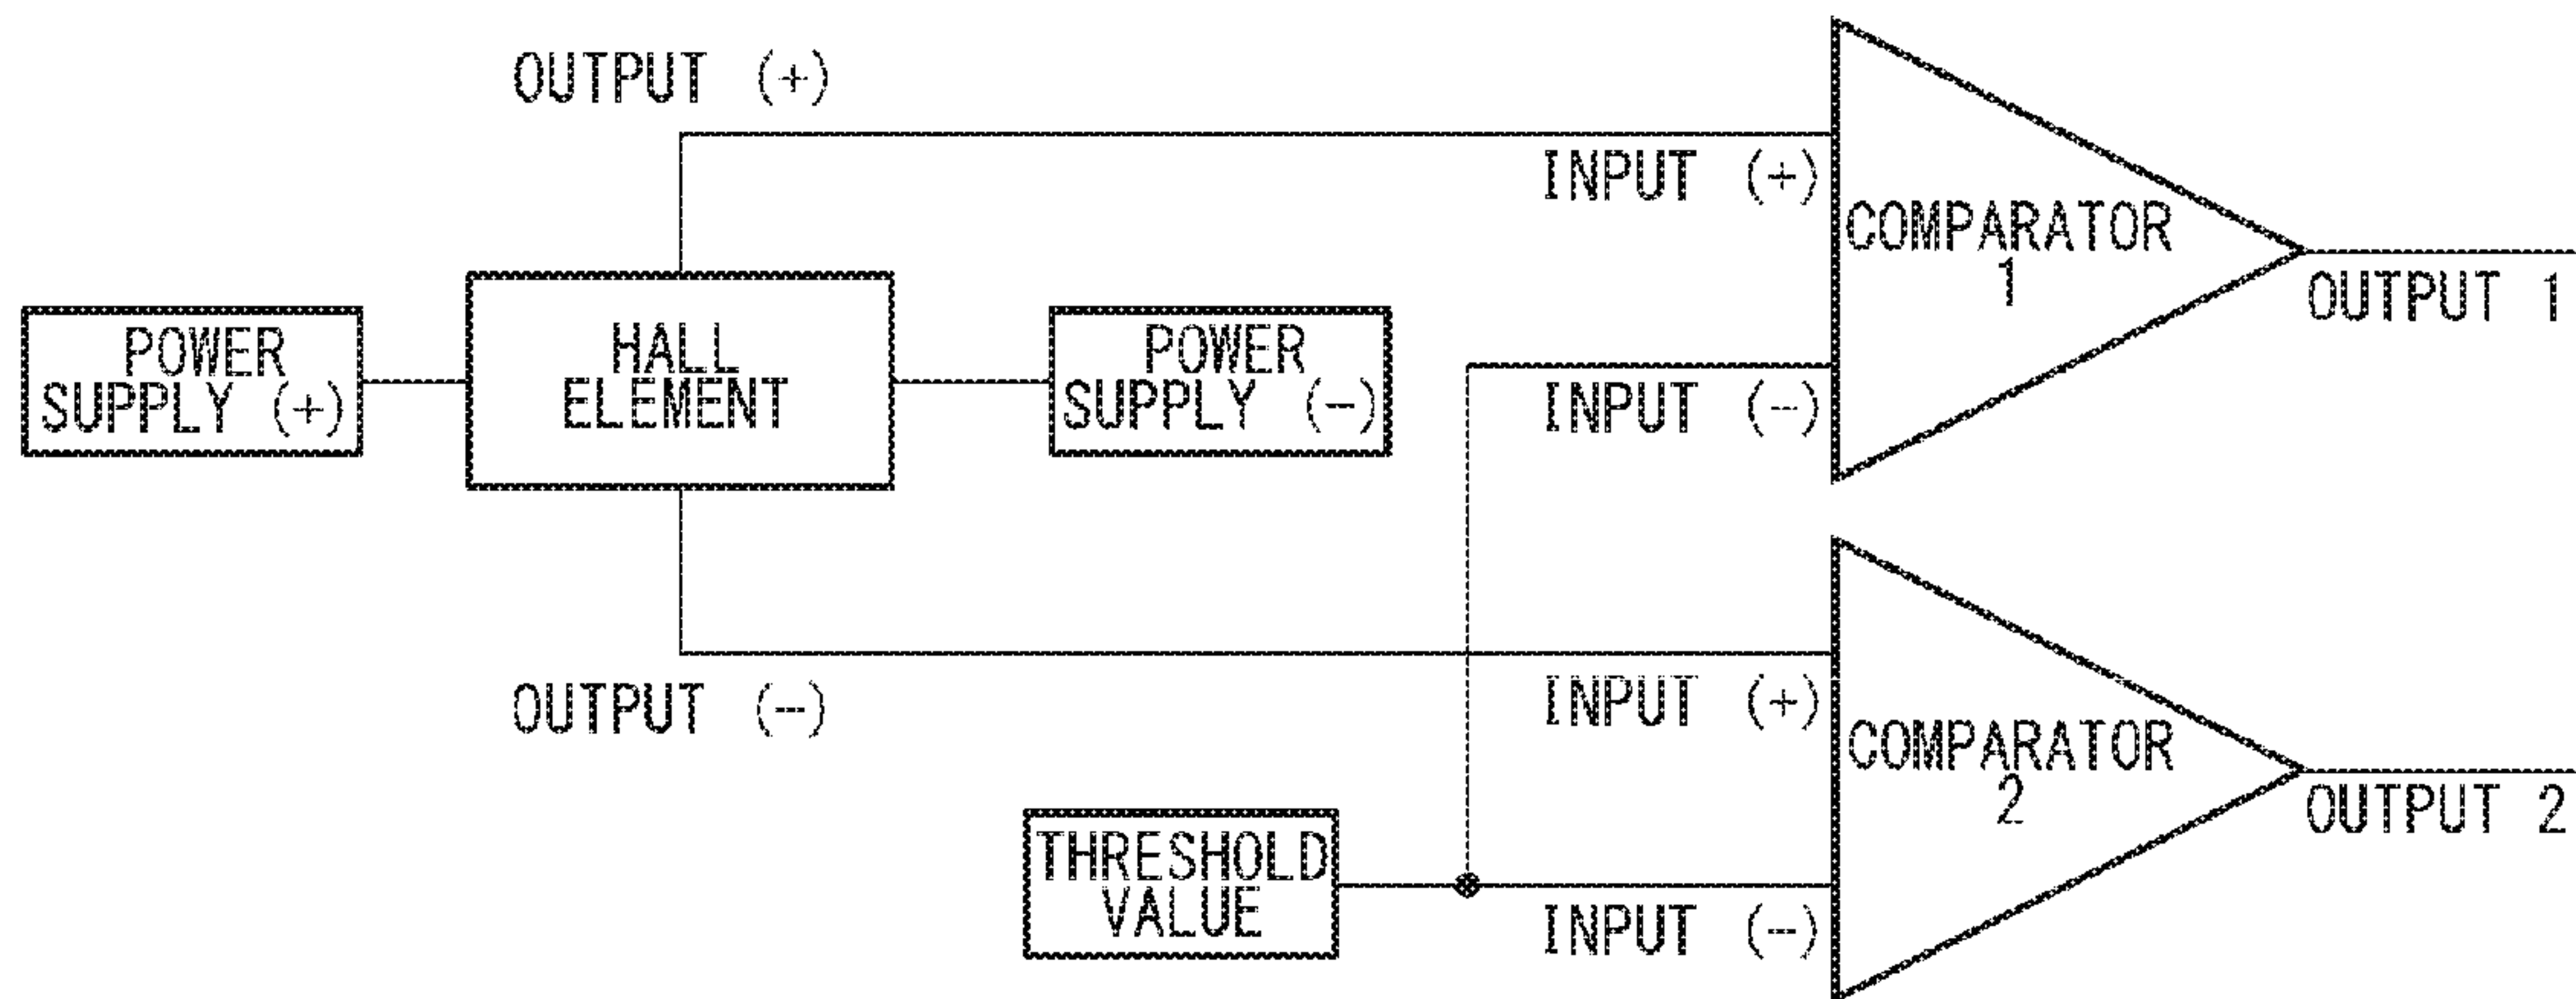 OUTPUT (+)
INPUT (+)
COMPARATOR
1
OUTPUT 1
POWER
SUPPLY (+)
HALL
ELEMENT
POWER
SUPPLY (-)
INPUT (-)
OUTPUT (-)
INPUT (+)
COMPARATOR
2
OUTPUT 2
THRESHOLD
VALUE
INPUT (-)